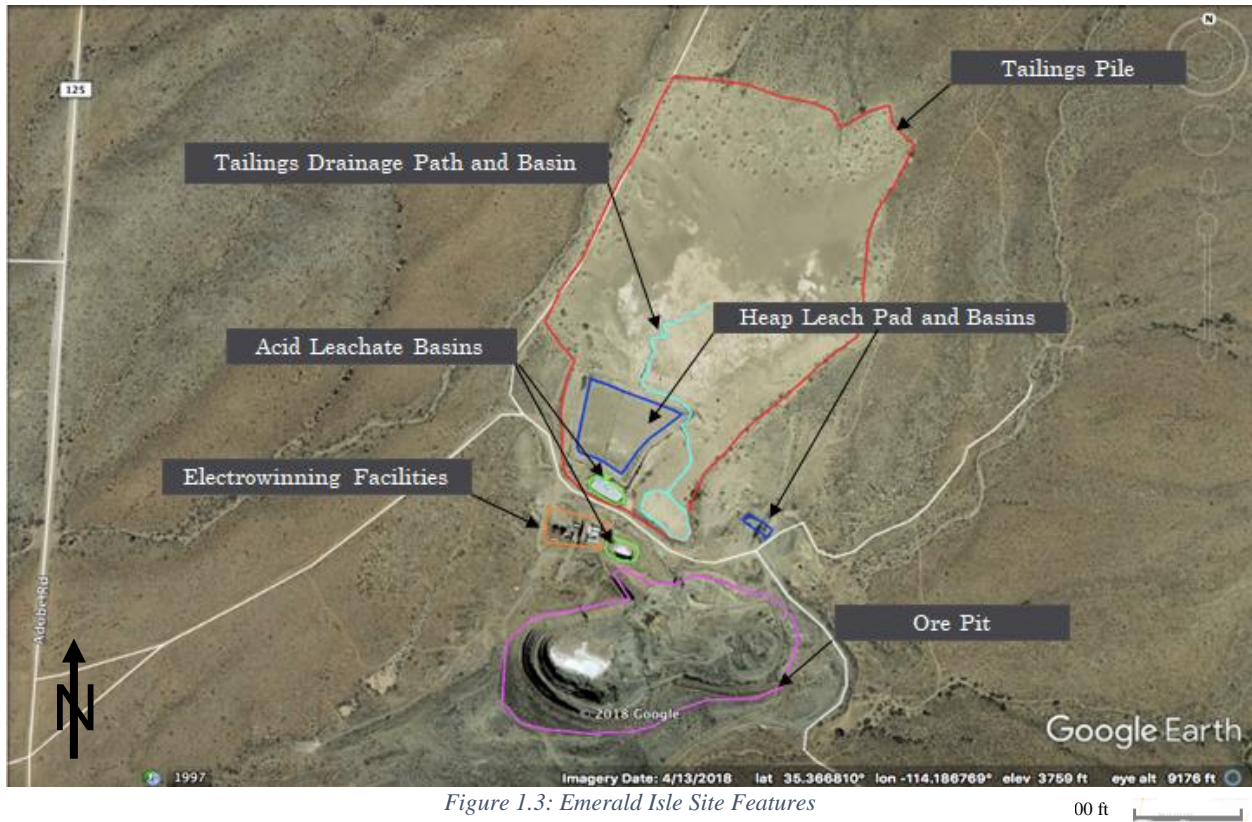 N
Tailings Pile
125
Tailings Drainage Path and Basin
Heap Leach Pad and Basins
Acid Leachate Basins
Electrowinning Facilities
Adobe Rd
Ore Pit
N
© 2018 Google
Google Earth
1997
Imagery Date: 4/13/2018 lat 35.366810° lon -114.186769° elev 3759 ft eye alt 9176 ft
Figure 1.3: Emerald Isle Site Features
00 ft